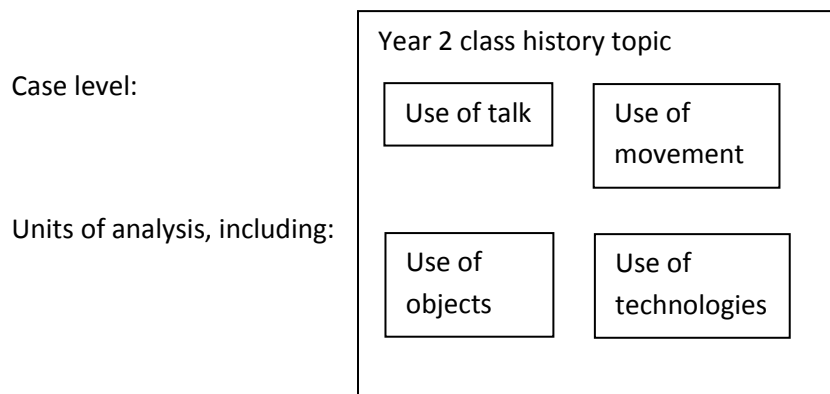 Year 2 class history topic
Case level:
Use of talk
Use of
movement
Units of analysis, including:
Use of
objects
Use of
technologies